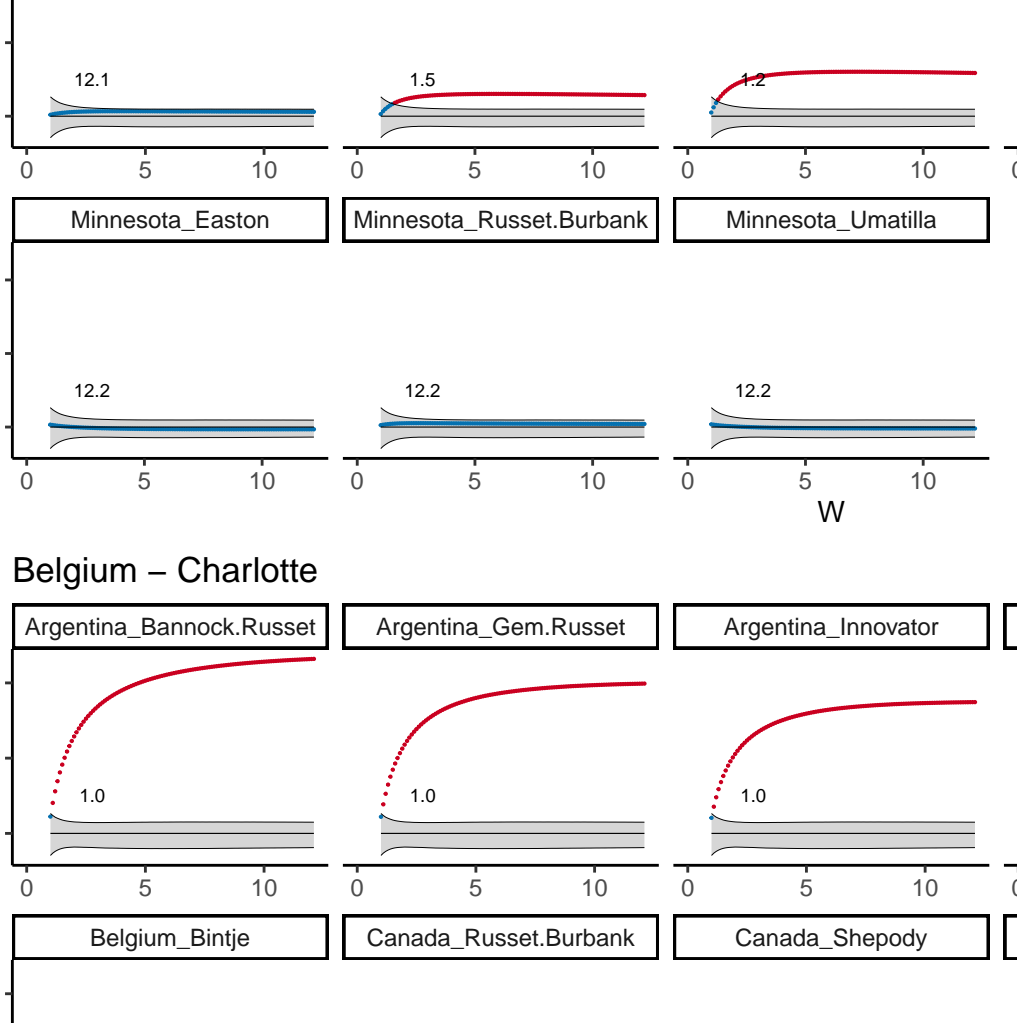 12.1 1.5 1.2
0 5 10 0 5 10 0 5 10
Minnesota_Easton Minnesota_Russet.Burbank Minnesota_Umatilla
12.2 12.2 12.2
0 5 10 0 5 10 0 5 10
W
Belgium – Charlotte
Argentina_Bannock.Russet Argentina_Gem.Russet Argentina_Innovator
1.0 1.0 1.0
0 5 10 0 5 10 0 5 10
Belgium_Bintje Canada_Russet.Burbank Canada_Shepody